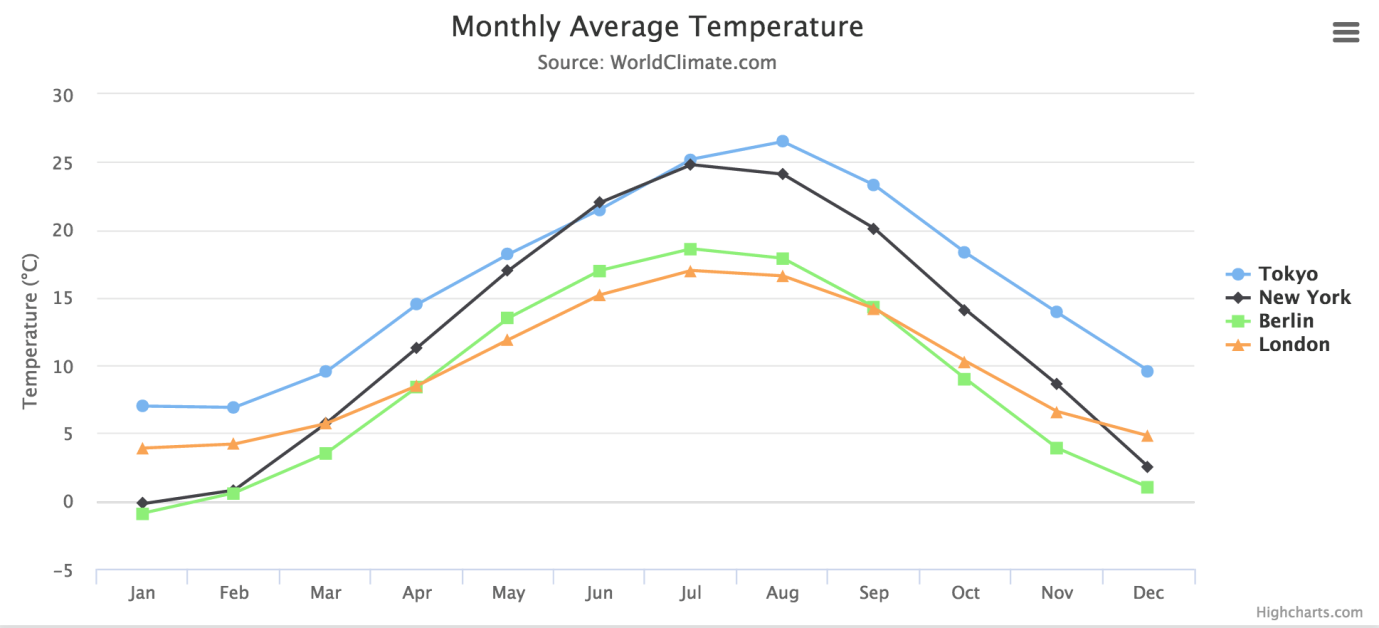 Monthly Average Temperature
Source: WorldClimate.com
Temperature (°C)
30
25
20
15
10
5
0
−5
Jan Feb Mar Apr May Jun Jul Aug Sep Oct Nov Dec
Tokyo
New York
Berlin
London
Highcharts.com